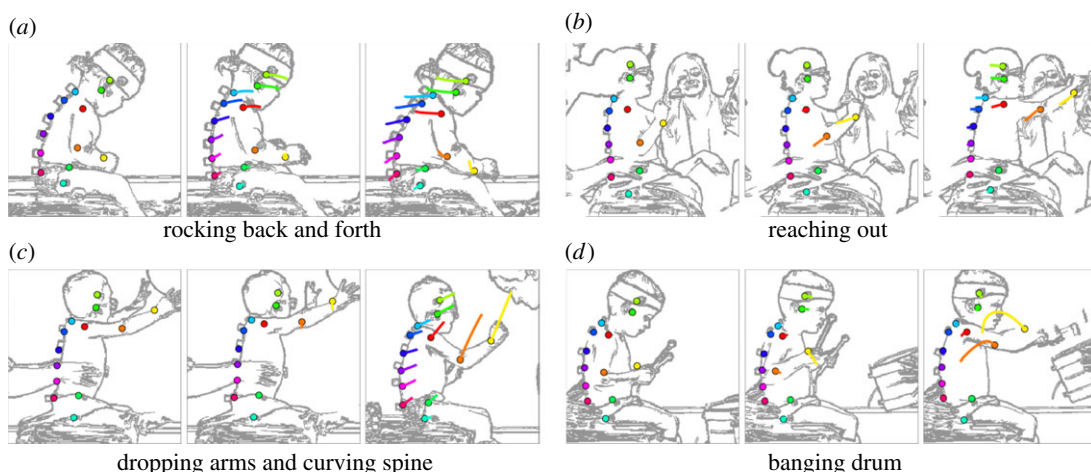 (a)
(b)
rocking back and forth
reaching out
(c)
(d)
dropping arms and curving spine
banging drum